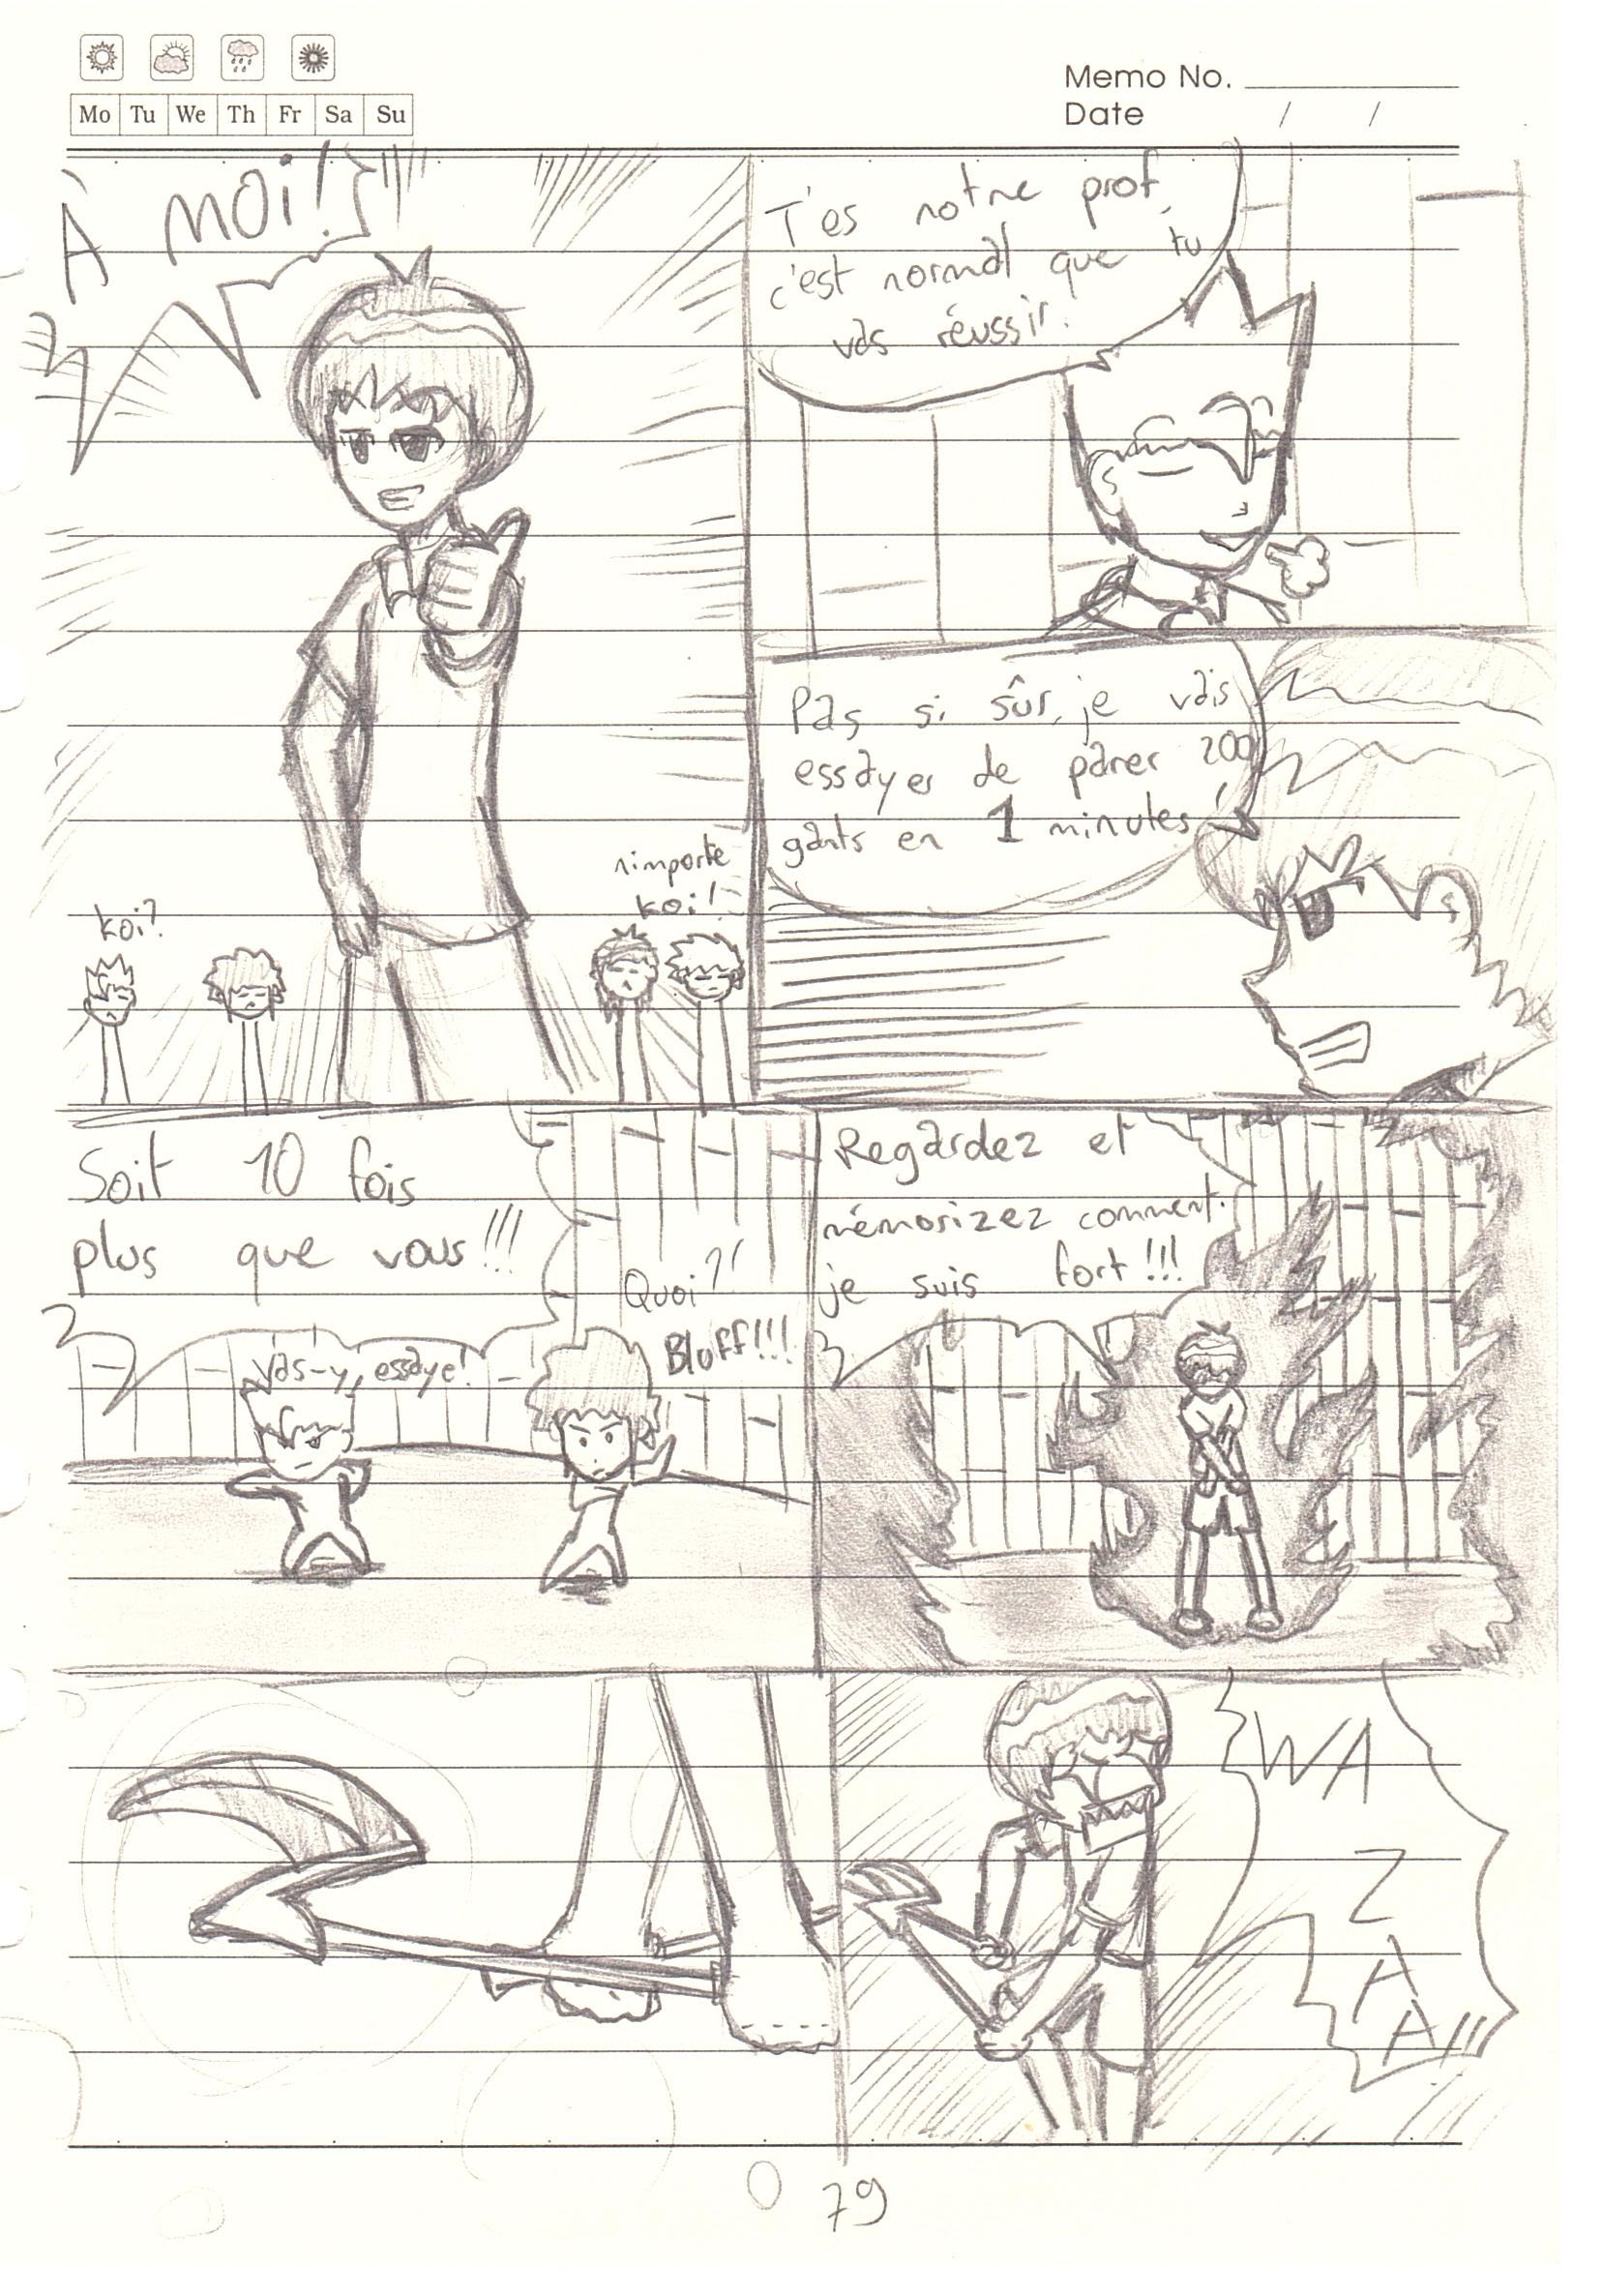 Memo No.
Date / /
Mo Tu We Th Fr Sa Su
À MOi!
koi?
n'importe
koi!
T'es notre prof,
c'est normal que tu
vas réussir.
Pas si sûr, je vais
essayer de parer 200
gants en 1 minutes!
Soit 10 fois
plus que vous!!!
Vas-y, essaye!
Quoi?!
Bluff!!!
Regardez et
mémorizez comment
je suis fort!!!
WA
Z
A
A!!
79